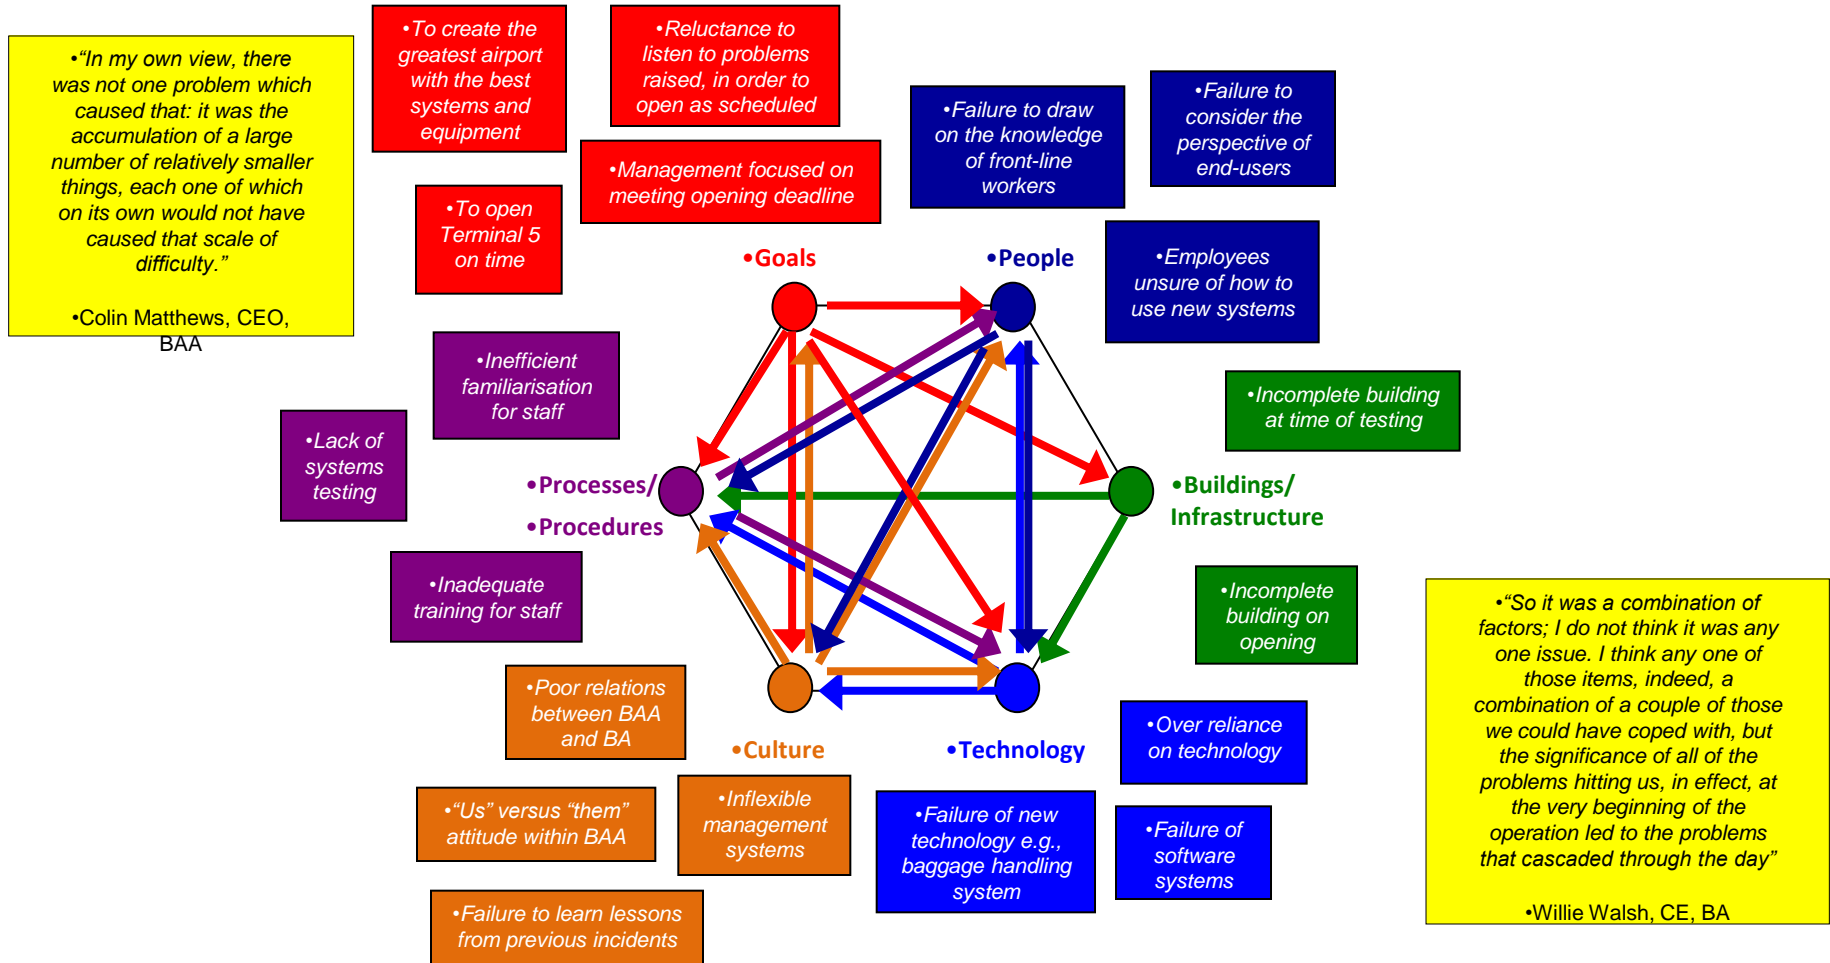 •“In my own view, there
was not one problem which
caused that: it was the
accumulation of a large
number of relatively smaller
things, each one of which
on its own would not have
caused that scale of
difficulty.”
•Colin Matthews, CEO,
BAA
•To create the
greatest airport
with the best
systems and
equipment
•Reluctance to
listen to problems
raised, in order to
open as scheduled
•Management focused on
meeting opening deadline
•To open
Terminal 5
on time
•Failure to draw
on the knowledge
of front-line
workers
•Failure to
consider the
perspective of
end-users
•Employees
unsure of how to
use new systems
•Goals
•People
•Inefficient
familiarisation
for staff
•Lack of
systems
testing
•Incomplete building
at time of testing
•Processes/
•Procedures
•Buildings/
Infrastructure
•Inadequate
training for staff
•Incomplete
building on
opening
•“So it was a combination of
factors; I do not think it was any
one issue. I think any one of
those items, indeed, a
combination of a couple of those
we could have coped with, but
the significance of all of the
problems hitting us, in effect, at
the very beginning of the
operation led to the problems
that cascaded through the day”
•Willie Walsh, CE, BA
•Poor relations
between BAA
and BA
•Culture
•Technology
•Over reliance
on technology
•“Us” versus “them”
attitude within BAA
•Inflexible
management
systems
•Failure of new
technology e.g.,
baggage handling
system
•Failure of
software
systems
•Failure to learn lessons
from previous incidents